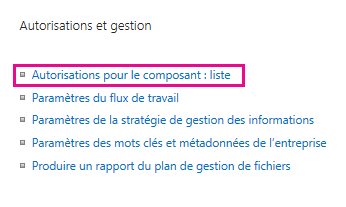 Autorisations et gestion
Autorisations pour le composant : liste
Paramètres du flux de travail
Paramètres de la stratégie de gestion des informations
Paramètres des mots clés et métadonnées de l’entreprise
Produire un rapport du plan de gestion de fichiers